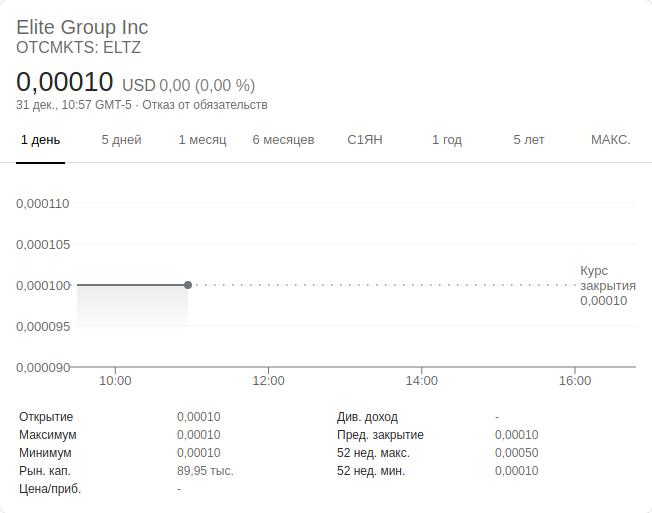 Elite Group Inc
OTCMKTS: ELTZ
0,00010 USD 0,00 (0,00 %)
31 дек., 10:57 GMT-5 · Отказ от обязательств
1 день 5 дней 1 месяц 6 месяцев С1ЯН 1 год 5 лет МАКС.
0,000110
0,000105
0,000100
0,000095
0,000090
Курс
закрытия
0,00010
10:00 12:00 14:00 16:00
Открытие 0,00010 Див. доход -
Максимум 0,00010 Пред. закрытие 0,00010
Минимум 0,00010 52 нед. макс. 0,00050
Рын. кап. 89,95 тыс. 52 нед. мин. 0,00010
Цена/приб. -